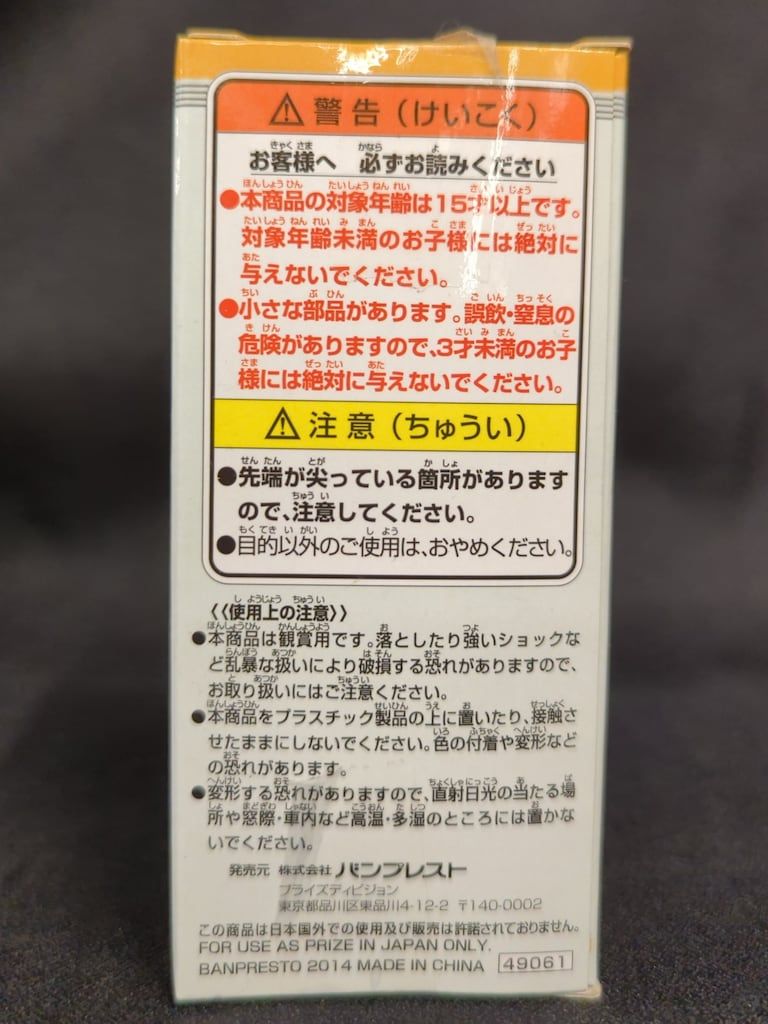 ⚠ 警告（けいこく）
お客様へ 必ずお読みください
●本商品の対象年齢は15才以上です。
対象年齢未満のお子様には絶対に
与えないでください。
●小さな部品があります。誤飲・窒息の
危険がありますので、3才未満のお子
様には絶対に与えないでください。
⚠ 注意（ちゅうい）
●先端が尖っている箇所があります
ので、注意してください。
●目的以外のご使用は、おやめください。
《使用上の注意》
●本商品は観賞用です。落としたり強いショックな
ど乱暴な扱いにより破損する恐れがありますので、
お取り扱いにはご注意ください。
●本商品をプラスチック製品の上に置いたり、接触さ
せたままにしないでください。色の付着や変形など
の恐れがあります。
●変形する恐れがありますので、直射日光の当たる場
所や窓際・車内など高温・多湿のところには置かな
いでください。
発売元 株式会社 バンプレスト
プライズディビジョン
東京都品川区東品川4-12-2 〒140-0002
この商品は日本国外での使用及び販売は許諾されておりません。
FOR USE AS PRIZE IN JAPAN ONLY.
BANPRESTO 2014 MADE IN CHINA 49061